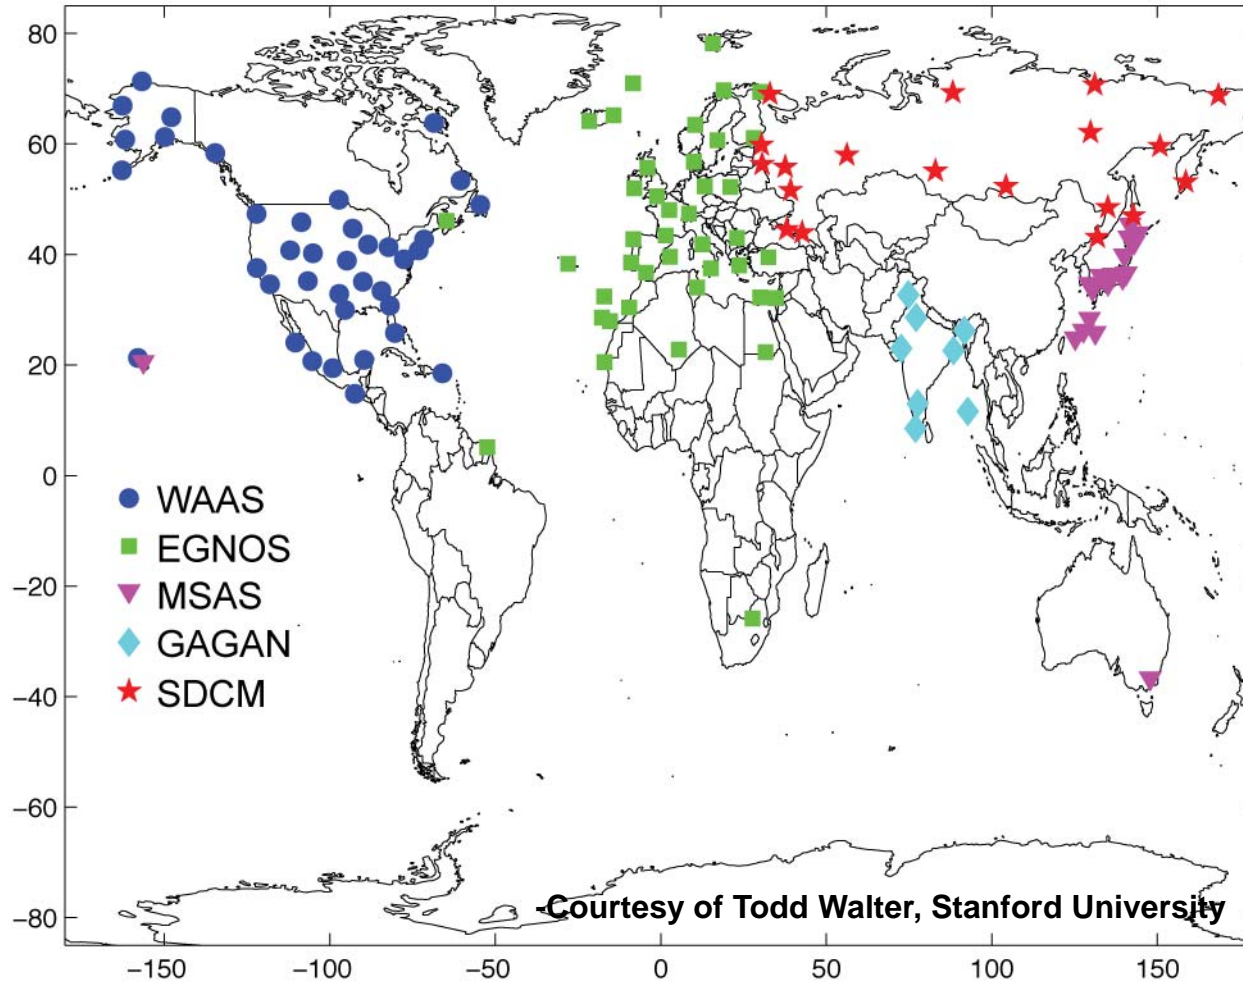 80
60
40
20
0
−20
−40
−60
−80
WAAS
EGNOS
MSAS
GAGAN
SDCM
-Courtesy of Todd Walter, Stanford University
−150 −100 −50 0 50 100 150